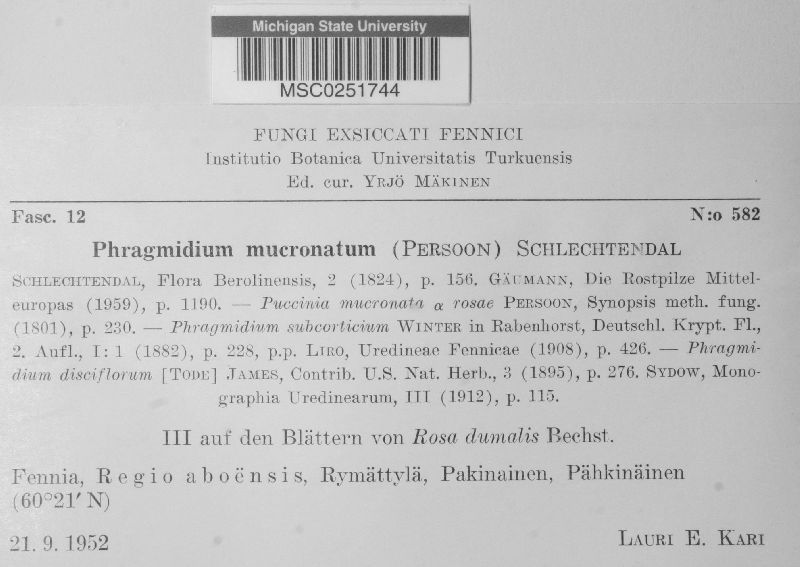 Michigan State University
MSC0251744
FUNGI EXSICCATI FENNICI
Institutio Botanica Universitatis Turkuensis
Ed. cur. YRJÖ MÄKINEN
Fasc. 12 N:o 582
Phragmidium mucronatum (PERSOON) SCHLECHTENDAL
SCHLECHTENDAL, Flora Berolinensis, 2 (1824), p. 156. GÄUMANN, Die Rostpilze Mittel-
europas (1959), p. 1190. — Puccinia mucronata α rosae PERSOON, Synopsis meth. fung.
(1801), p. 230. — Phragmidium subcorticium WINTER in Rabenhorst, Deutschl. Krypt. Fl.,
2. Aufl., I: 1 (1882), p. 228, p.p. LIRO, Uredineae Fennicae (1908), p. 426. — Phragmi-
dium disciflorum [TODE] JAMES, Contrib. U.S. Nat. Herb., 3 (1895), p. 276. SYDOW, Mono-
graphia Uredinearum, III (1912), p. 115.
III auf den Blättern von Rosa dumalis Bechst.
Fennia, Regio aboënsis, Rymättylä, Pakinainen, Pähkinäinen
(60°21′ N)
21. 9. 1952 LAURI E. KARI